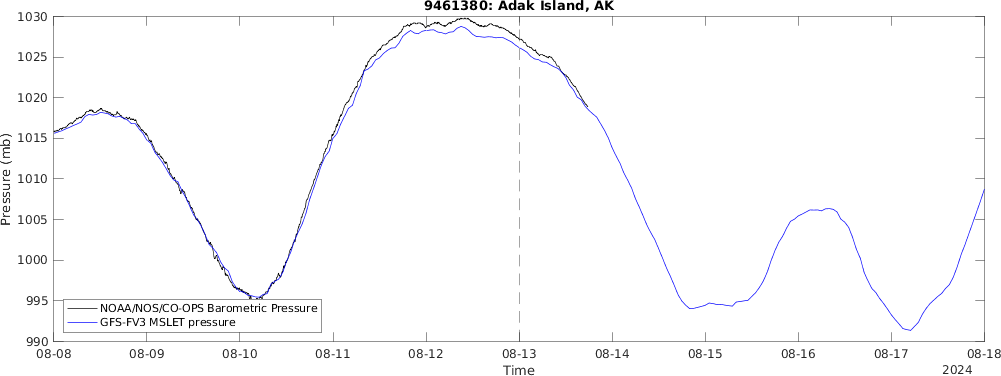 9461380: Adak Island, AK
Pressure (mb)
1030
1025
1020
1015
1010
1005
1000
995
990
NOAA/NOS/CO-OPS Barometric Pressure
GFS-FV3 MSLET pressure
08-08 08-09 08-10 08-11 08-12 08-13 08-14 08-15 08-16 08-17 08-18
Time
2024